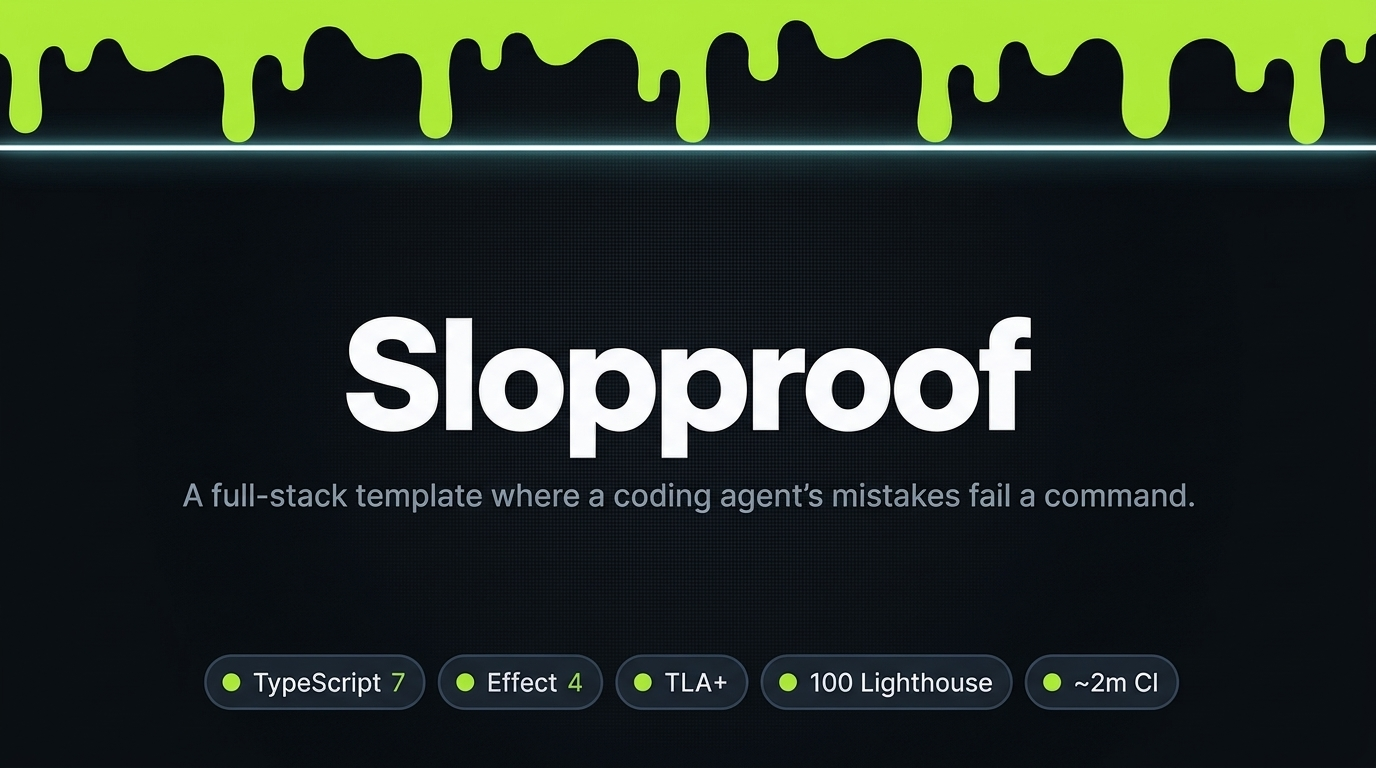 Slopproof
A full-stack template where a coding agent’s mistakes fail a command.
TypeScript 7
Effect 4
TLA+
100 Lighthouse
~2m CI